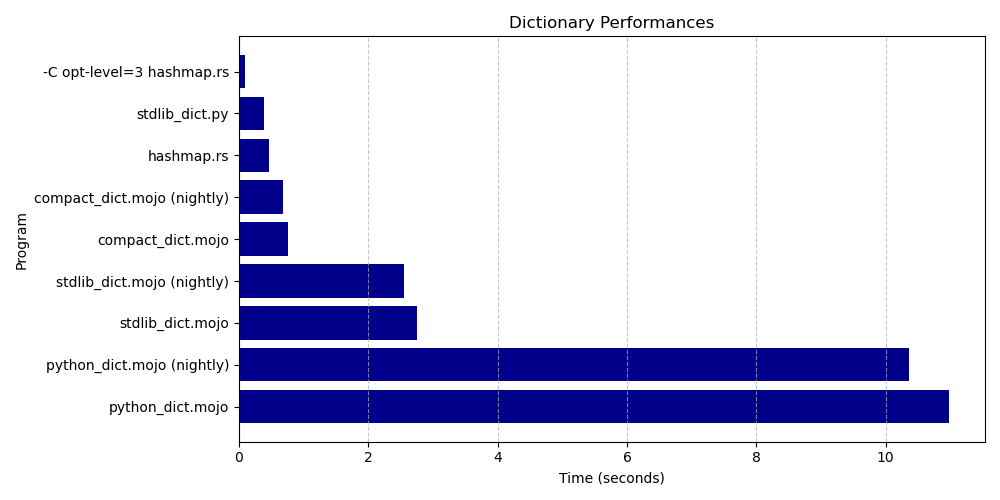 Dictionary Performances
-C opt-level=3 hashmap.rs
stdlib_dict.py
hashmap.rs
compact_dict.mojo (nightly)
compact_dict.mojo
stdlib_dict.mojo (nightly)
stdlib_dict.mojo
python_dict.mojo (nightly)
python_dict.mojo
Program
0 2 4 6 8 10
Time (seconds)